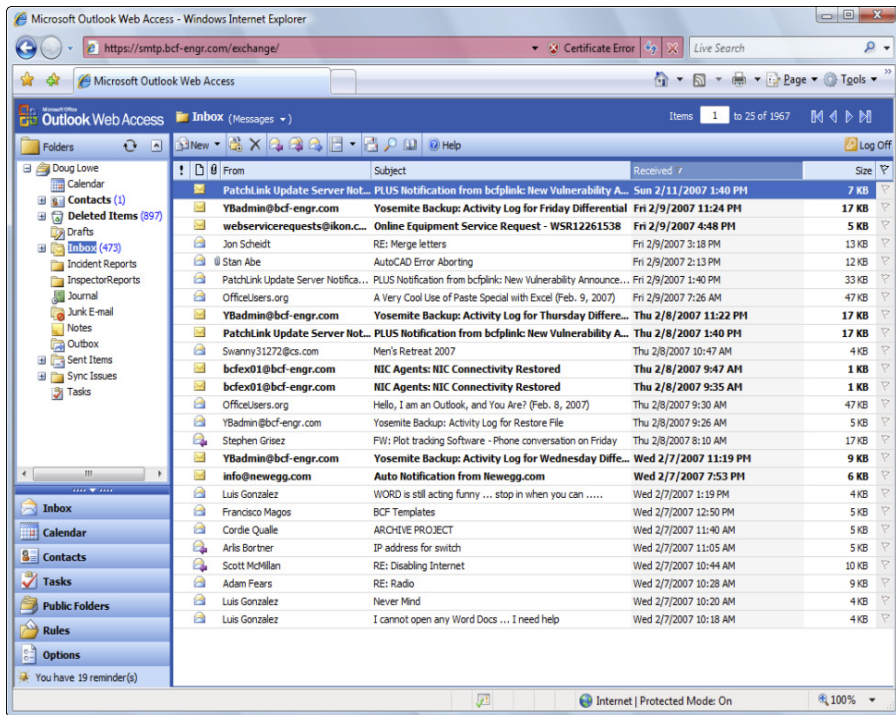 Microsoft Outlook Web Access - Windows Internet Explorer
https://smtp.bcf-engr.com/exchange/ Certificate Error Live Search
Microsoft Outlook Web Access Page Tools
Microsoft Office
Outlook Web Access Inbox (Messages) Items 1 to 25 of 1967
Folders New Help Log Off
! From Subject Received Size
Doug Lowe
Calendar
Contacts (1)
Deleted Items (897)
Drafts
Inbox (473)
Incident Reports
InspectorReports
Journal
Junk E-mail
Notes
Outbox
Sent Items
Sync Issues
Tasks
PatchLink Update Server Not... PLUS Notification from bcfplink: New Vulnerability A... Sun 2/11/2007 1:40 PM 7 KB
YBadmin@bcf-engr.com Yosemite Backup: Activity Log for Friday Differential Fri 2/9/2007 11:24 PM 17 KB
webservicerequests@ikon.c... Online Equipment Service Request - WSR12261538 Fri 2/9/2007 4:48 PM 5 KB
Jon Scheidt RE: Merge letters Fri 2/9/2007 3:18 PM 13 KB
Stan Abe AutoCAD Error Aborting Fri 2/9/2007 2:13 PM 12 KB
PatchLink Update Server Notifica... PLUS Notification from bcfplink: New Vulnerability Announce... Fri 2/9/2007 1:40 PM 33 KB
OfficeUsers.org A Very Cool Use of Paste Special with Excel (Feb. 9, 2007) Fri 2/9/2007 7:26 AM 47 KB
YBadmin@bcf-engr.com Yosemite Backup: Activity Log for Thursday Differe... Thu 2/8/2007 11:22 PM 17 KB
PatchLink Update Server Not... PLUS Notification from bcfplink: New Vulnerability A... Thu 2/8/2007 1:40 PM 17 KB
Swanny31272@cs.com Men's Retreat 2007 Thu 2/8/2007 10:47 AM 4 KB
bcfex01@bcf-engr.com NIC Agents: NIC Connectivity Restored Thu 2/8/2007 9:47 AM 1 KB
bcfex01@bcf-engr.com NIC Agents: NIC Connectivity Restored Thu 2/8/2007 9:35 AM 1 KB
OfficeUsers.org Hello, I am an Outlook, and You Are? (Feb. 8, 2007) Thu 2/8/2007 9:30 AM 47 KB
YBadmin@bcf-engr.com Yosemite Backup: Activity Log for Restore File Thu 2/8/2007 9:26 AM 5 KB
Stephen Grisez FW: Plot tracking Software - Phone conversation on Friday Thu 2/8/2007 8:10 AM 17 KB
YBadmin@bcf-engr.com Yosemite Backup: Activity Log for Wednesday Diffe... Wed 2/7/2007 11:19 PM 9 KB
info@newegg.com Auto Notification from Newegg.com Wed 2/7/2007 7:53 PM 6 KB
Luis Gonzalez WORD is still acting funny ... stop in when you can ..... Wed 2/7/2007 1:19 PM 4 KB
Francisco Magos BCF Templates Wed 2/7/2007 12:50 PM 5 KB
Cordie Qualle ARCHIVE PROJECT Wed 2/7/2007 11:40 AM 5 KB
Arlis Bortner IP address for switch Wed 2/7/2007 11:05 AM 5 KB
Scott McMillan RE: Disabling Internet Wed 2/7/2007 10:44 AM 10 KB
Adam Fears RE: Radio Wed 2/7/2007 10:28 AM 9 KB
Luis Gonzalez Never Mind Wed 2/7/2007 10:20 AM 4 KB
Luis Gonzalez I cannot open any Word Docs ... I need help Wed 2/7/2007 10:18 AM 4 KB
Inbox
Calendar
Contacts
Tasks
Public Folders
Rules
Options
You have 19 reminder(s)
Internet | Protected Mode: On 100%